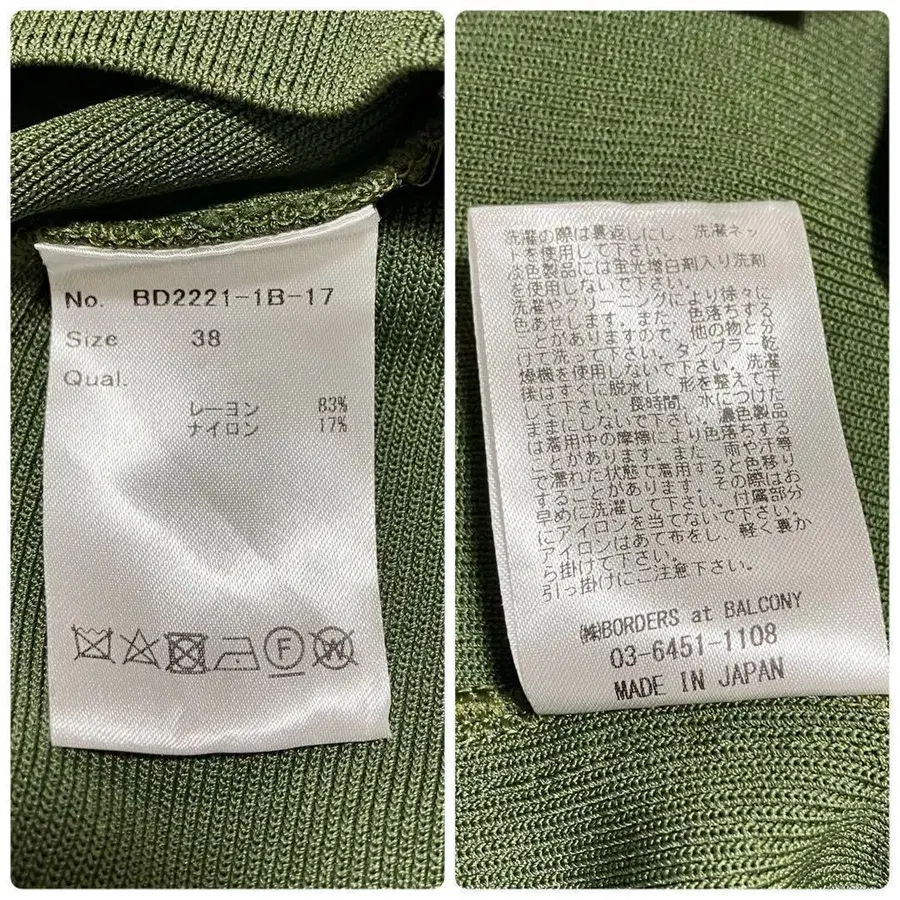 No. BD2221-1B-17
Size 38
Qual.
レーヨン 83%
ナイロン 17%
F W
洗濯の際は裏返しにし、洗濯ネッ
トを使用して下さい。
淡色製品には蛍光増白剤入り洗剤
を使用しないで下さい。
洗濯やクリーニングにより徐々に
色あせします。また、色落ちする
ことがありますので、他の物と分
けて洗って下さい。タンブラー乾
燥機を使用しないで下さい。洗濯
後はすぐに脱水し、形を整えて干
して下さい。長時間、水につけた
ままにしないで下さい。濃色製品
は着用中の摩擦により色落ちする
ことがあります。また、雨や汗等
で濡れた状態で着用すると色移り
することがあります。その際はお
早めに洗濯して下さい。付属部分
にアイロンを当てないで下さい。
アイロンはあて布をし、軽く裏か
ら掛けて下さい。
引っ掛けにご注意下さい。
㈱BORDERS at BALCONY
03-6451-1108
MADE IN JAPAN